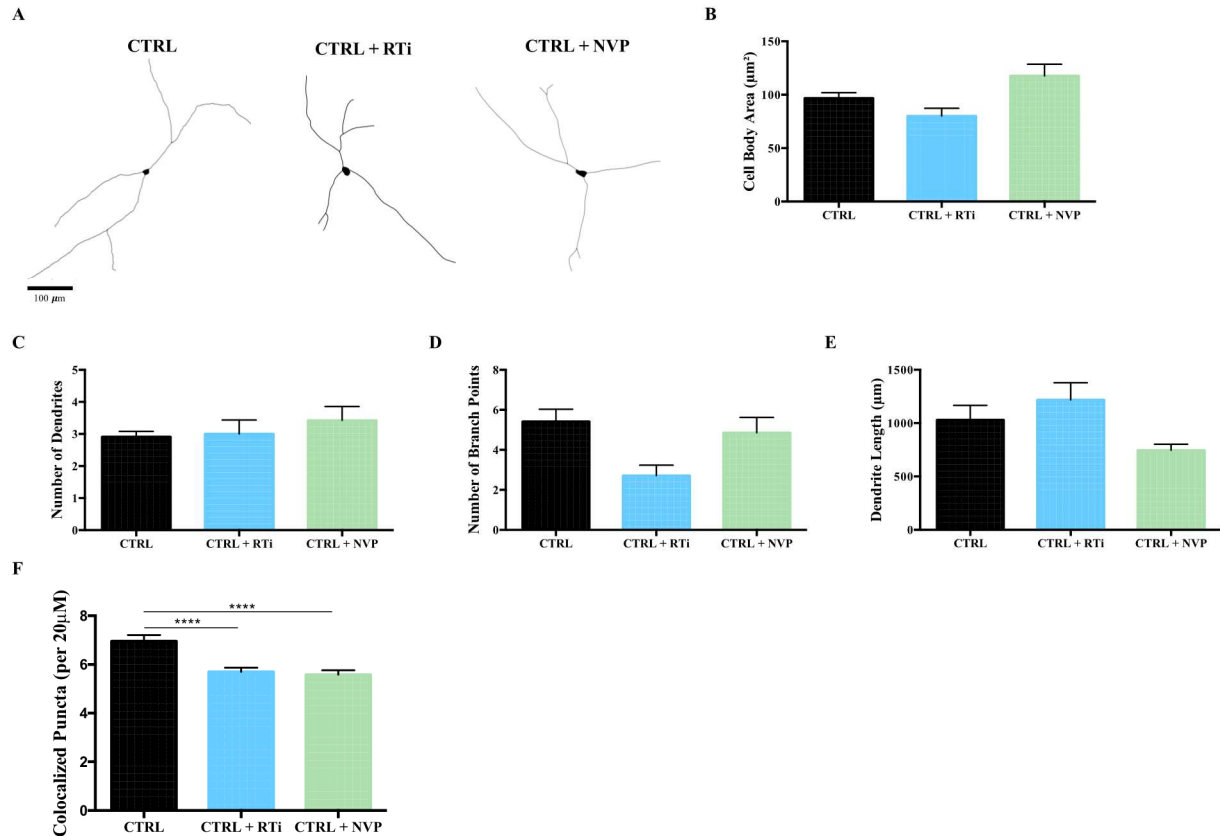 A
CTRL
CTRL + RTi
CTRL + NVP
100 µm
B
Cell Body Area (µm²)
150
100
50
0
CTRL
CTRL + RTi
CTRL + NVP
C
Number of Dendrites
5
4
3
2
1
0
CTRL
CTRL + RTi
CTRL + NVP
D
Number of Branch Points
8
6
4
2
0
CTRL
CTRL + RTi
CTRL + NVP
E
Dendrite Length (µm)
1500
1000
500
0
CTRL
CTRL + RTi
CTRL + NVP
F
Colocalized Puncta (per 20µM)
8
6
4
2
0
****
****
CTRL
CTRL + RTi
CTRL + NVP